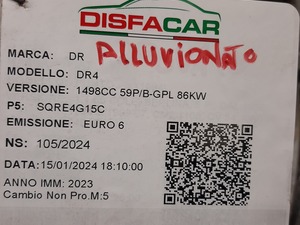 DISFACAR
MARCA: DR ALLUVIONATO
MODELLO: DR4
VERSIONE: 1498CC 59P/B-GPL 86KW
P5: SQRE4G15C
EMISSIONE: EURO 6
NS: 105/2024
DATA:15/01/2024 18:10:00
ANNO IMM: 2023
Cambio Non Pro.M:5